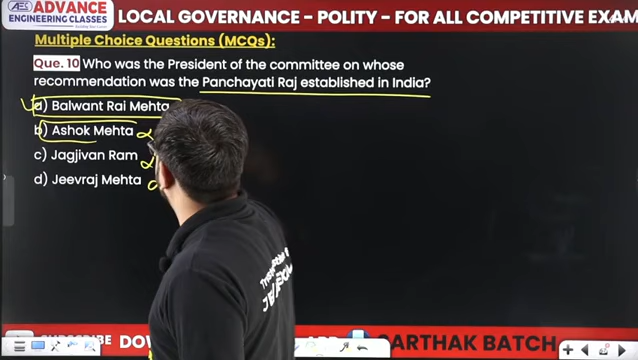 AES ADVANCE
ENGINEERING CLASSES
LOCAL GOVERNANCE - POLITY - FOR ALL COMPETITIVE EXAM
Multiple Choice Questions (MCQs):
Que. 10 Who was the President of the committee on whose
recommendation was the Panchayati Raj established in India?
a) Balwant Rai Mehta
b) Ashok Mehta
c) Jagjivan Ram
d) Jeevraj Mehta
SARTHAK BATCH